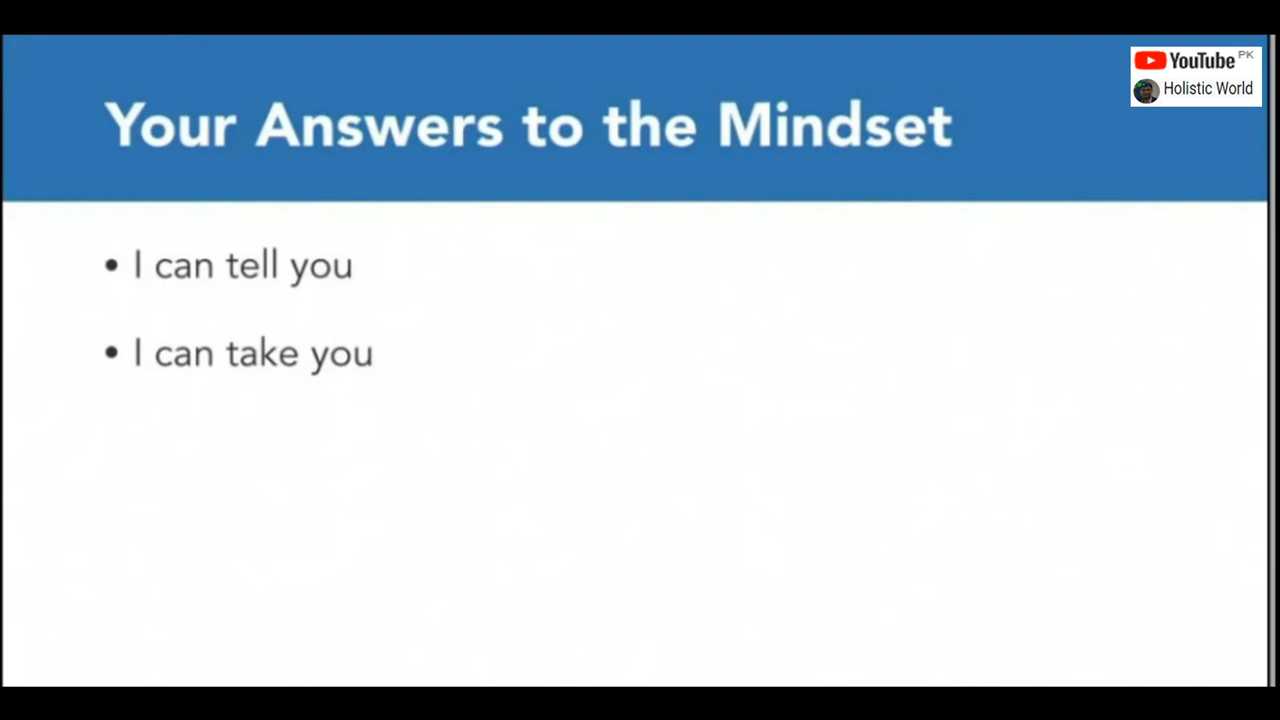 YouTube PK
Holistic World
Your Answers to the Mindset
• I can tell you
• I can take you